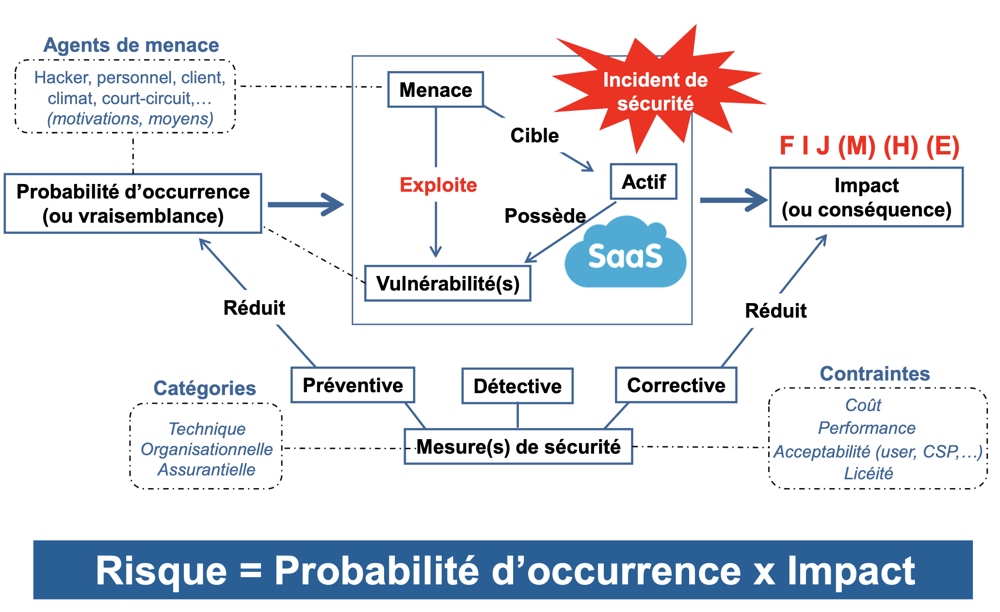 Agents de menace
Hacker, personnel, client,
climat, court-circuit,…
(motivations, moyens)
Menace
Incident de
sécurité
Cible
F I J (M) (H) (E)
Probabilité d’occurrence
(ou vraisemblance)
Exploite
Actif
Impact
(ou conséquence)
Possède
SaaS
Vulnérabilité(s)
Réduit
Réduit
Préventive
Détective
Corrective
Catégories
Technique
Organisationnelle
Assurantielle
Mesure(s) de sécurité
Contraintes
Coût
Performance
Acceptabilité (user, CSP,…)
Licéité
Risque = Probabilité d’occurrence x Impact